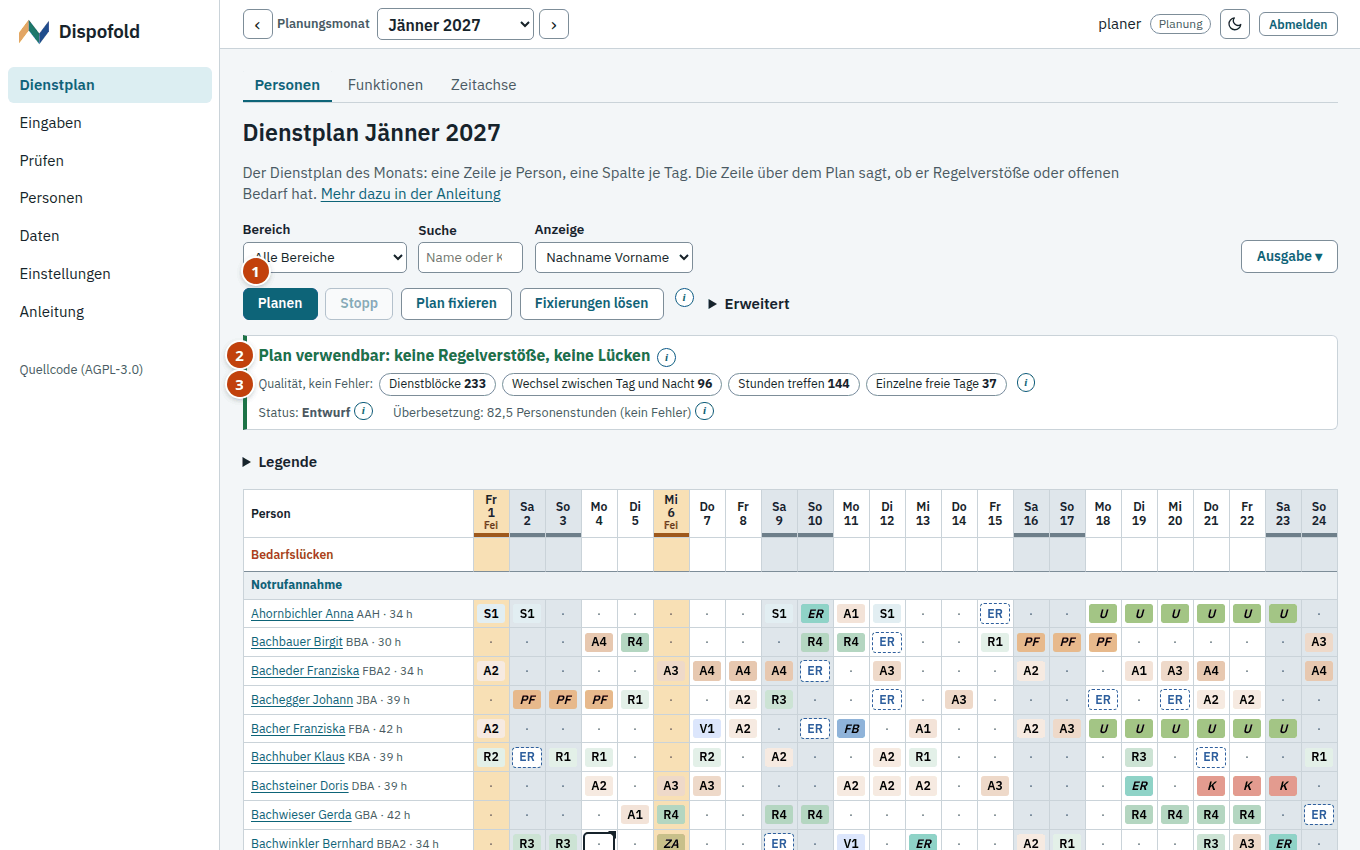 Dispofold
Dienstplan
Eingaben
Prüfen
Personen
Daten
Einstellungen
Anleitung
Quellcode (AGPL-3.0)
‹ Planungsmonat Jänner 2027 ›
planer Planung Abmelden
Personen Funktionen Zeitachse
Dienstplan Jänner 2027
Der Dienstplan des Monats: eine Zeile je Person, eine Spalte je Tag. Die Zeile über dem Plan sagt, ob er Regelverstöße oder offenen
Bedarf hat. Mehr dazu in der Anleitung
Bereich Suche Anzeige
Alle Bereiche Name oder K Nachname Vorname Ausgabe ▾
1
Planen Stopp Plan fixieren Fixierungen lösen i ▶ Erweitert
2 Plan verwendbar: keine Regelverstöße, keine Lücken i
3 Qualität, kein Fehler: Dienstblöcke 233 Wechsel zwischen Tag und Nacht 96 Stunden treffen 144 Einzelne freie Tage 37 i
Status: Entwurf i Überbesetzung: 82,5 Personenstunden (kein Fehler) i
▶ Legende
Person Fr 1 Fei Sa 2 So 3 Mo 4 Di 5 Mi 6 Fei Do 7 Fr 8 Sa 9 So 10 Mo 11 Di 12 Mi 13 Do 14 Fr 15 Sa 16 So 17 Mo 18 Di 19 Mi 20 Do 21 Fr 22 Sa 23 So 24
Bedarfslücken
Notrufannahme
Ahornbichler Anna AAH · 34 h S1 S1 · · · · · · S1 ER A1 S1 · · ER · · U U U U U U ·
Bachbauer Birgit BBA · 30 h · · · A4 R4 · · · · R4 R4 ER · · R1 PF PF PF · · · · · A3
Bacheder Franziska FBA2 · 34 h A2 · · · · A3 A4 A4 A4 ER · A3 · · · A2 · · A1 A3 A4 · · A4
Bachegger Johann JBA · 39 h · PF PF PF R1 · · A2 R3 · · ER · A3 · · · ER · ER A2 A2 · ·
Bacher Franziska FBA · 42 h A2 · · · · · V1 A2 · ER FB · A1 · · A2 A3 U U U U U U ·
Bachhuber Klaus KBA · 39 h R2 ER R1 R1 · · R2 · A2 · · A2 R1 · · · · · R3 · ER · · R1
Bachsteiner Doris DBA · 39 h · · · A2 · A3 A3 · · · A2 A2 A2 · A3 · · · ER · K K K ·
Bachwieser Gerda GBA · 42 h · · · · A1 R4 · · R4 R4 · · · · · · · · R4 R4 R4 R4 · ER
Bachwinkler Bernhard BBA2 · 34 h · R3 R3 · · ZA · · ER · V1 · ER · · A2 R1 · · · R3 A3 ER ·